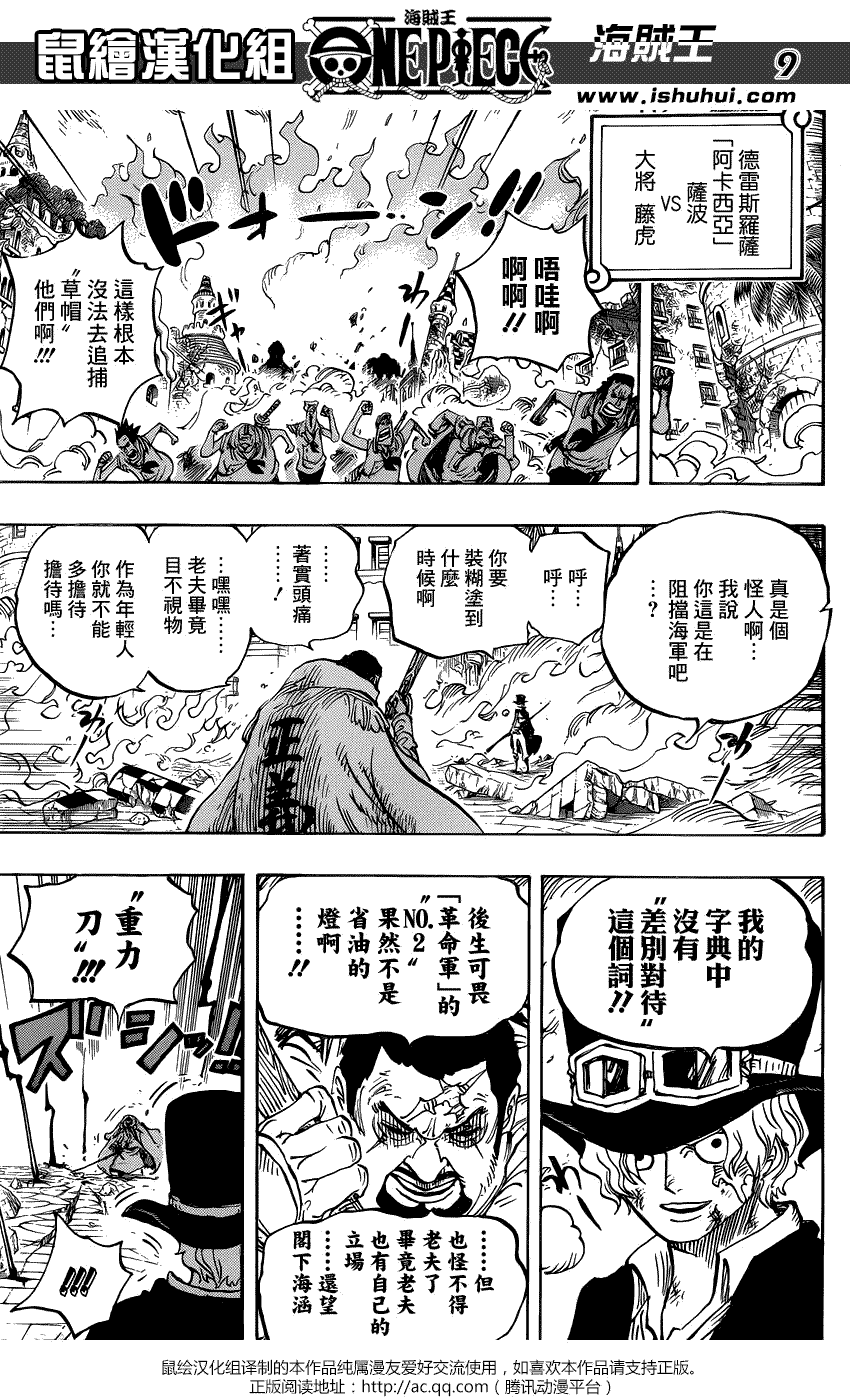 鼠繪漢化組
海賊王
ONE PIECE
海賊王
9
www.ishuhui.com
德雷斯羅薩
「阿卡西亞」
薩波
VS
大將 藤虎
ドォーーン!!
唔哇啊
啊啊!!
這樣根本
沒法去追捕
〝草帽〞
他們啊!!!
真是個
怪人啊…
我說
你這是在
阻擋海軍吧
…?
呼…
呼…
你要
裝糊塗到
什麼
時候啊
……
著實頭痛
…!
…嘿嘿……
老夫畢竟
目不視物
作為年輕人
你就不能
多擔待
擔待嗎…
正義
我的
字典中
沒有
〝差別對待〞
這個詞!!
後生可畏
「革命軍」的
〝NO.2〞
果然不是
省油的
燈啊
……!!
……但
也怪不得
老夫了
畢竟老夫
也有自己的
立場
……還望
閣下海涵
〝重力
刀〞!!!
ズシッ!!
!!!
鼠绘汉化组译制的本作品纯属漫友爱好交流使用，如喜欢本作品请支持正版。
正版阅读地址：http://ac.qq.com（腾讯动漫平台）